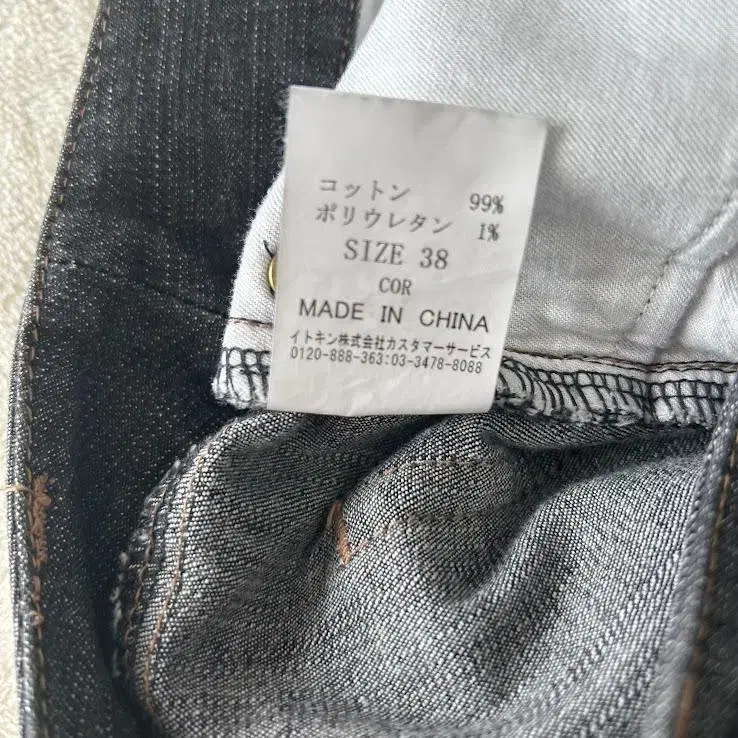 コットン 99%
ポリウレタン 1%
SIZE 38
COR
MADE IN CHINA
イトキン株式会社カスタマーサービス
0120-888-363:03-3478-8088